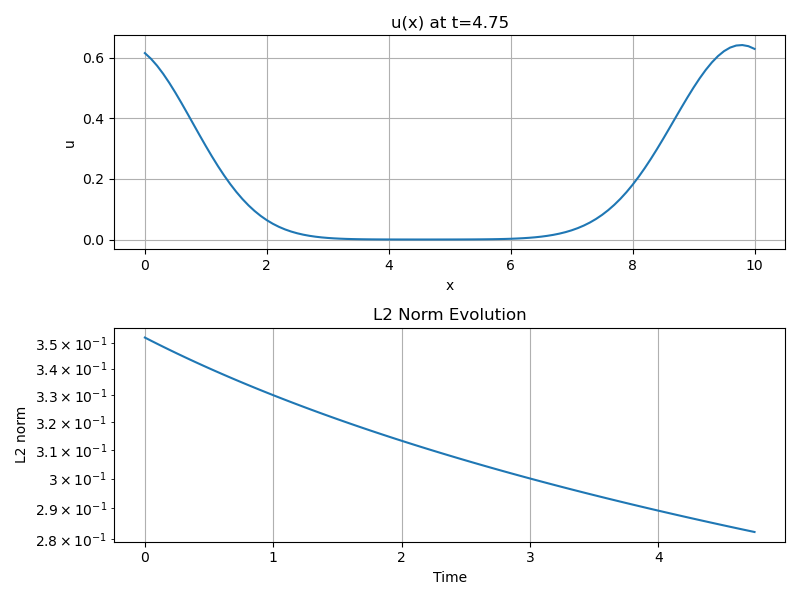 u(x) at t=4.75
u
0.6
0.4
0.2
0.0
0 2 4 6 8 10
x
L2 Norm Evolution
L2 norm
3.5 × 10⁻¹
3.4 × 10⁻¹
3.3 × 10⁻¹
3.2 × 10⁻¹
3.1 × 10⁻¹
3 × 10⁻¹
2.9 × 10⁻¹
2.8 × 10⁻¹
0 1 2 3 4
Time